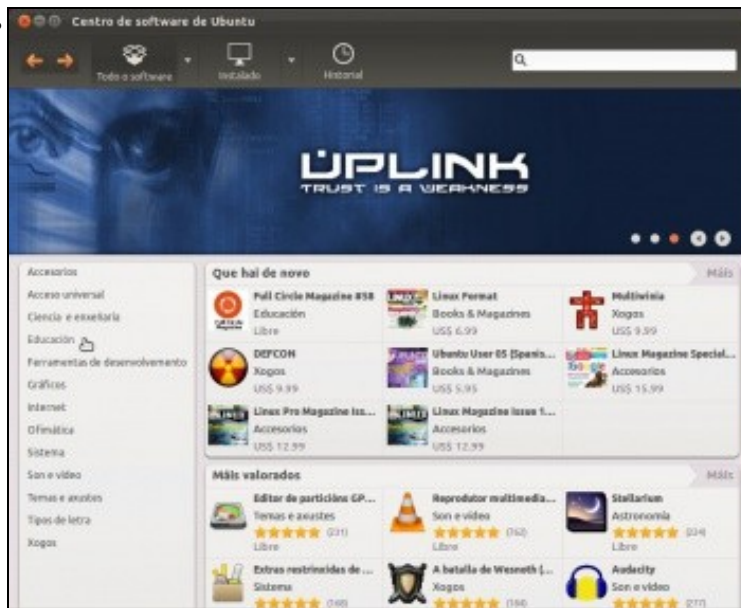 Centro de software de Ubuntu
Todo o software
Instalado
Historial
UPLINK
TRUST IS A WEAKNESS
Accesorios
Acceso universal
Ciencia e enxeñaría
Educación
Ferramentas de desenvolvemento
Gráficos
Internet
Ofimática
Sistema
Son e vídeo
Temas e axustes
Tipos de letra
Xogos
Que hai de novo
Máis
Full Circle Magazine #58
Educación
Libre
Linux Format
Books & Magazines
US$ 6.99
Multiwinia
Xogos
US$ 9.99
DEFCON
Xogos
US$ 9.99
Ubuntu User 05 (Spanis...
Books & Magazines
US$ 5.95
Linux Magazine Special...
Accesorios
US$ 15.99
Linux Pro Magazine Iss...
Accesorios
US$ 12.99
Linux Magazine Issue 1...
Accesorios
US$ 12.99
Máis valorados
Máis
Editor de particións GP...
Temas e axustes
(231)
Libre
Reprodutor multimedia...
Son e vídeo
(762)
Libre
Stellarium
Astronomía
(234)
Libre
Extras restrinxidas de ...
Sistema
A batalla de Wesnoth (...
Xogos
Audacity
Son e vídeo
(277)